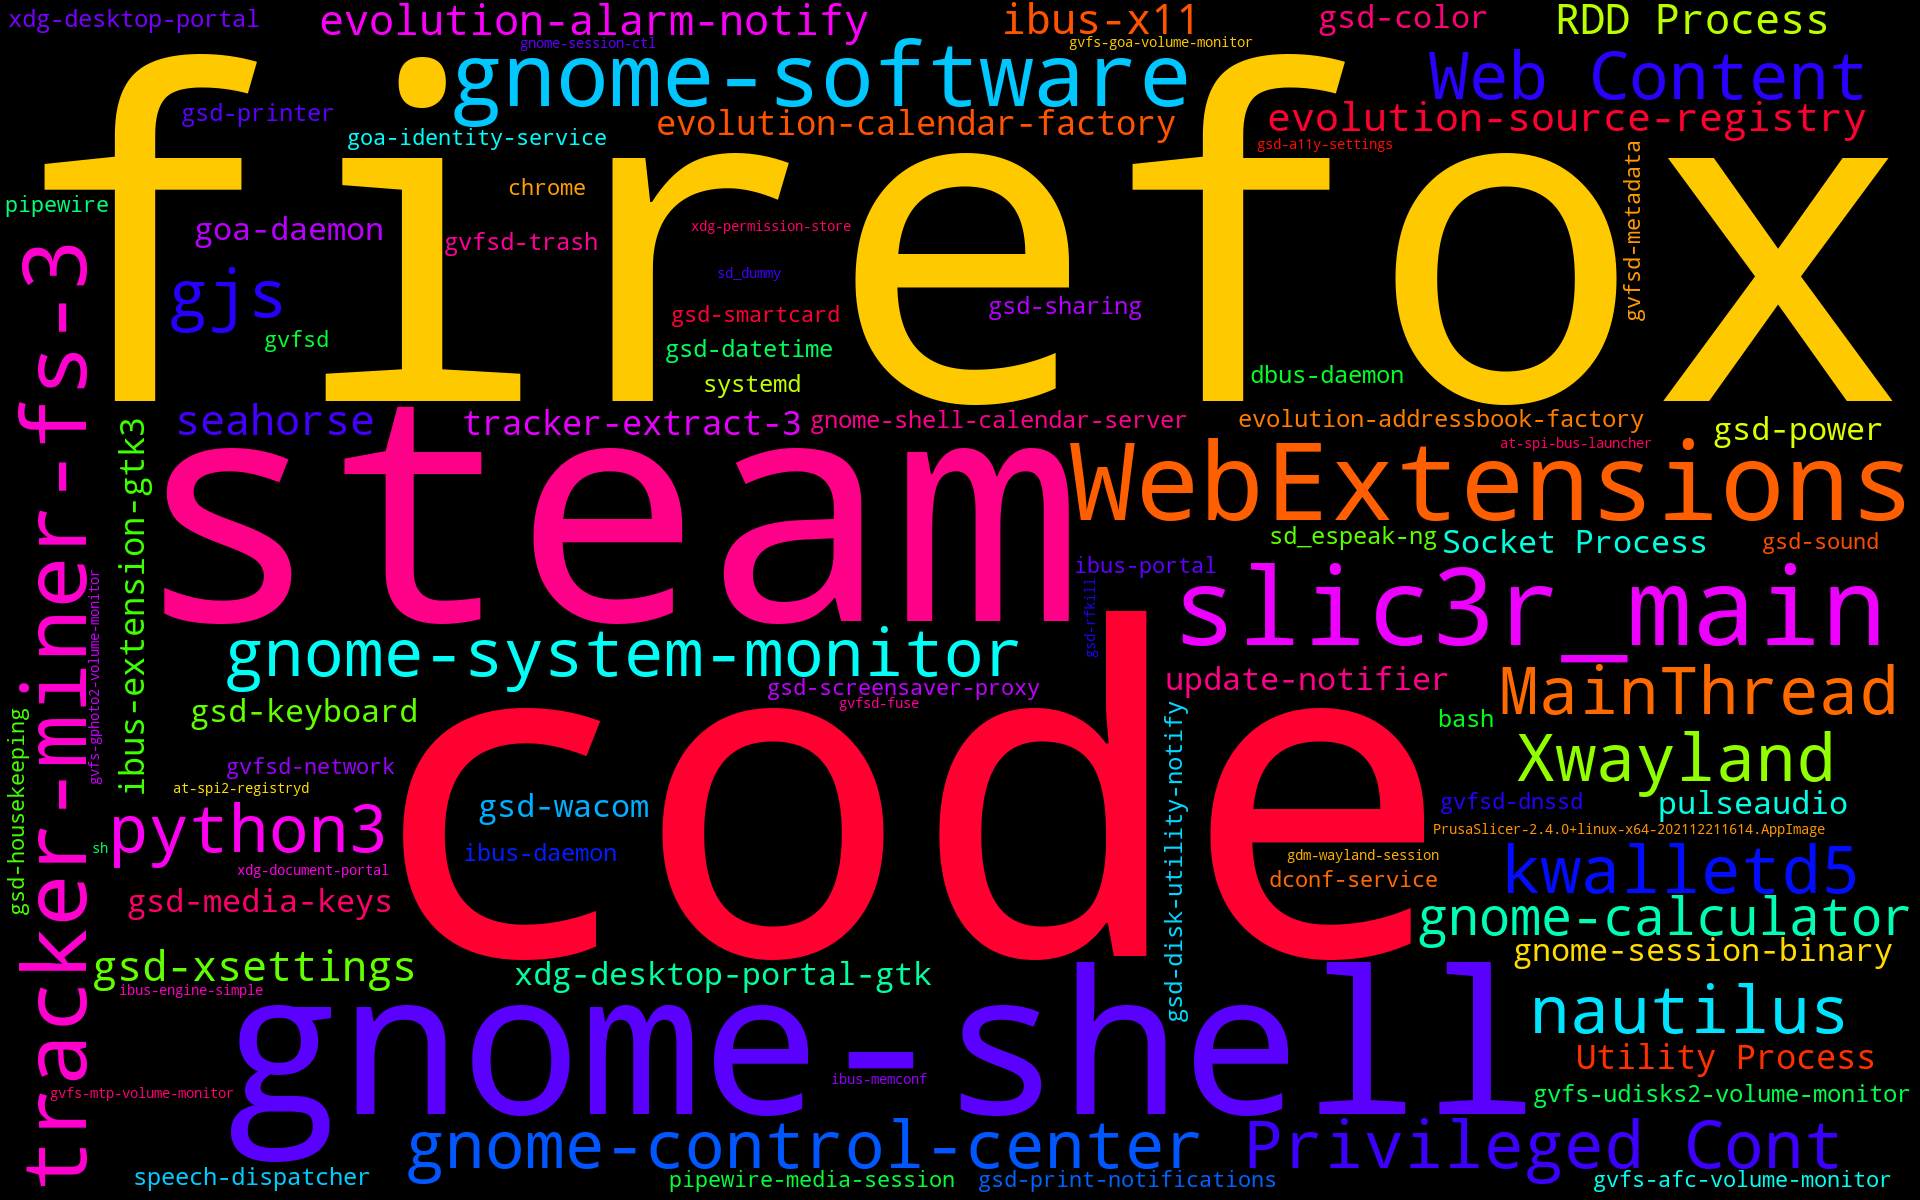 xdg-desktop-portal
evolution-alarm-notify
ibus-x11
gsd-color
RDD Process
gnome-session-ctl
gvfs-goa-volume-monitor
firefox
gnome-software
Web Content
gsd-printer
goa-identity-service
evolution-calendar-factory
evolution-source-registry
gsd-a11y-settings
chrome
pipewire
goa-daemon
gvfsd-trash
xdg-permission-store
gvfsd-metadata
sd_dummy
gjs
gsd-smartcard
gsd-sharing
gvfsd
gsd-datetime
systemd
dbus-daemon
tracker-miner-fs-3
seahorse
tracker-extract-3
gnome-shell-calendar-server
evolution-addressbook-factory
gsd-power
at-spi-bus-launcher
ibus-extension-gtk3
steam
WebExtensions
sd_espeak-ng
Socket Process
gsd-sound
ibus-portal
gsd-rfkill
slic3r_main
gvfs-gphoto2-volume-monitor
gnome-system-monitor
update-notifier
gsd-screensaver-proxy
gvfsd-fuse
MainThread
gsd-keyboard
bash
gsd-housekeeping
code
gsd-disk-utility-notify
Xwayland
gvfsd-network
at-spi2-registryd
gsd-wacom
gvfsd-dnssd
pulseaudio
python3
sh
PrusaSlicer-2.4.0+linux-x64-202112211614.AppImage
ibus-daemon
gdm-wayland-session
xdg-document-portal
dconf-service
kwalletd5
gsd-media-keys
gnome-calculator
gnome-session-binary
gsd-xsettings
xdg-desktop-portal-gtk
ibus-engine-simple
gnome-shell
nautilus
Utility Process
ibus-memconf
gvfs-mtp-volume-monitor
gvfs-udisks2-volume-monitor
gnome-control-center
Privileged Cont
speech-dispatcher
pipewire-media-session
gsd-print-notifications
gvfs-afc-volume-monitor